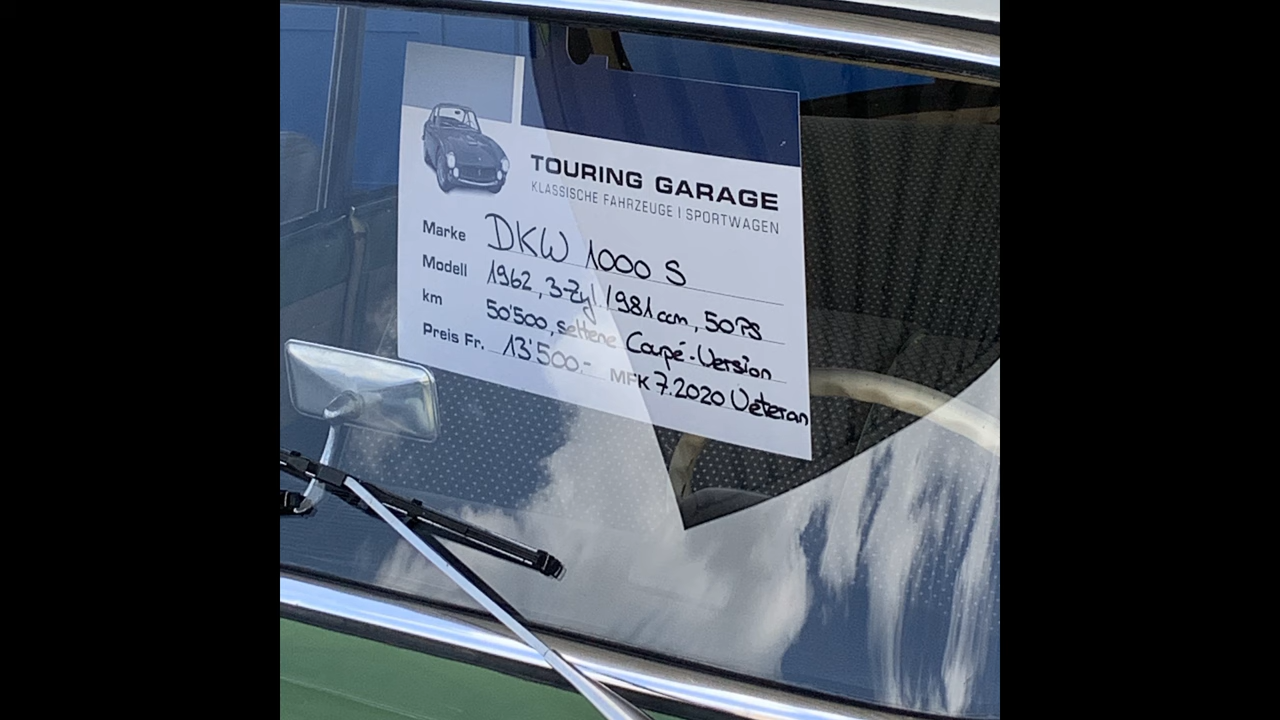 TOURING GARAGE
KLASSISCHE FAHRZEUGE | SPORTWAGEN
Marke DKW 1000 S
Modell 1962, 3-Zyl. / 981 ccm, 50 PS
km 50'500, seltene Coupé-Version
Preis Fr. 13'500.- MFK 7.2020 Veteran